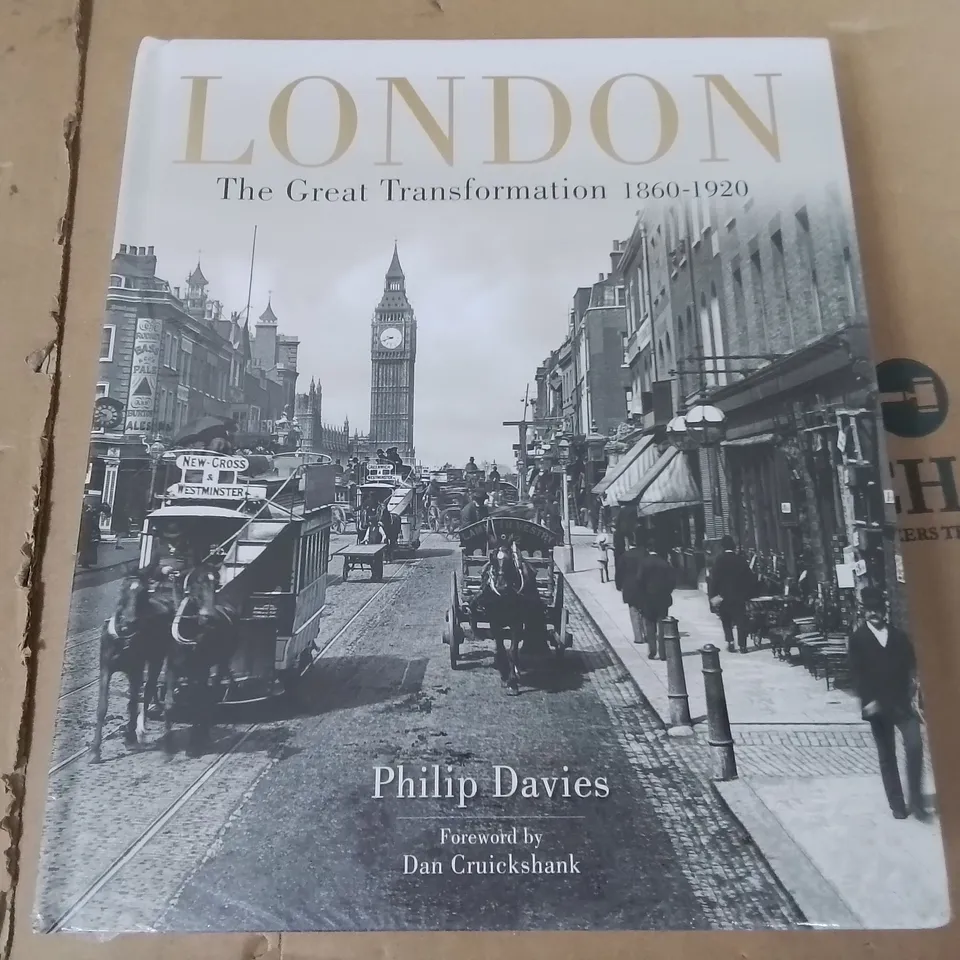 LONDON
The Great Transformation 1860-1920
NEW-CROSS
&
WESTMINSTER
Philip Davies
Foreword by
Dan Cruickshank